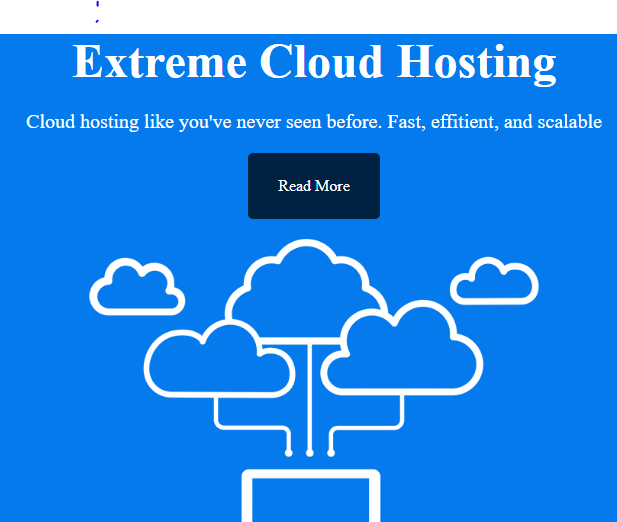 Extreme Cloud Hosting
Cloud hosting like you've never seen before. Fast, effitient, and scalable
Read More